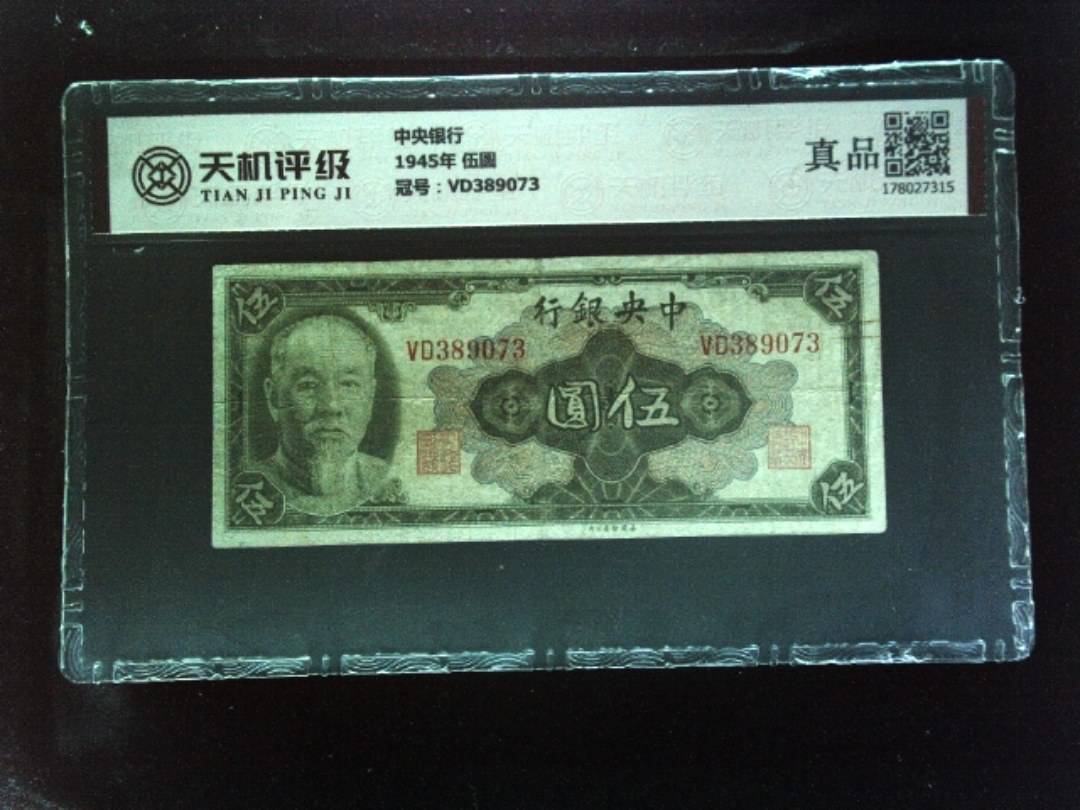 天机评级
TIAN JI PING JI
中央银行
1945年 伍圆
冠号：VD389073
真品
178027315
伍
伍
行銀央中
VD389073
VD389073
圓伍
伍
伍